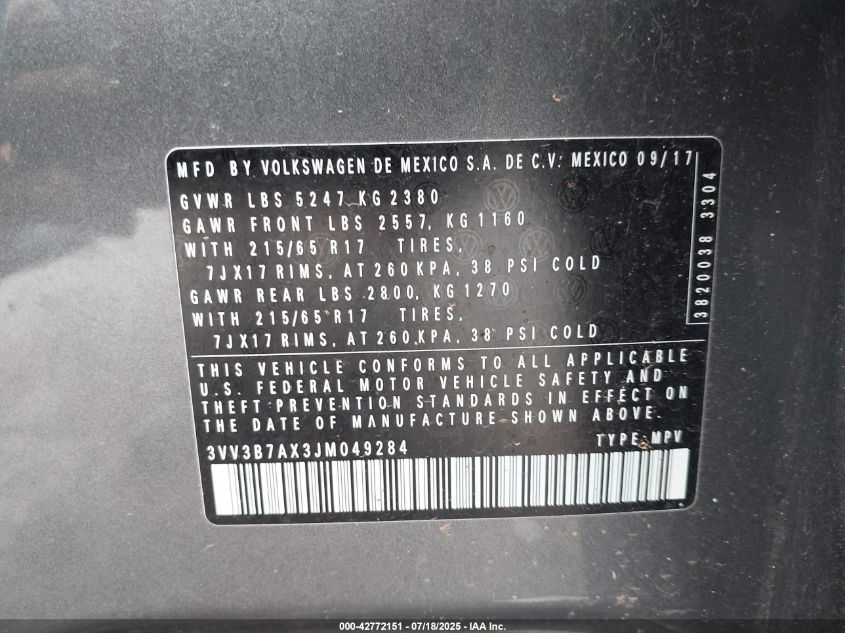 MFD BY VOLKSWAGEN DE MEXICO S.A. DE C.V. MEXICO 09/17
GVWR LBS 5247 KG 2380
GAWR FRONT LBS 2557, KG 1160
WITH 215/65 R17 TIRES,
7JX17 RIMS, AT 260 KPA, 38 PSI COLD
GAWR REAR LBS 2800, KG 1270
WITH 215/65 R17 TIRES,
7JX17 RIMS, AT 260 KPA, 38 PSI COLD
3820038 3304
THIS VEHICLE CONFORMS TO ALL APPLICABLE
U.S. FEDERAL MOTOR VEHICLE SAFETY AND
THEFT PREVENTION STANDARDS IN EFFECT ON
THE DATE OF MANUFACTURE SHOWN ABOVE.
3VV3B7AX3JM049284 TYPE: MPV
000-42772151 - 07/18/2025 - IAA Inc.